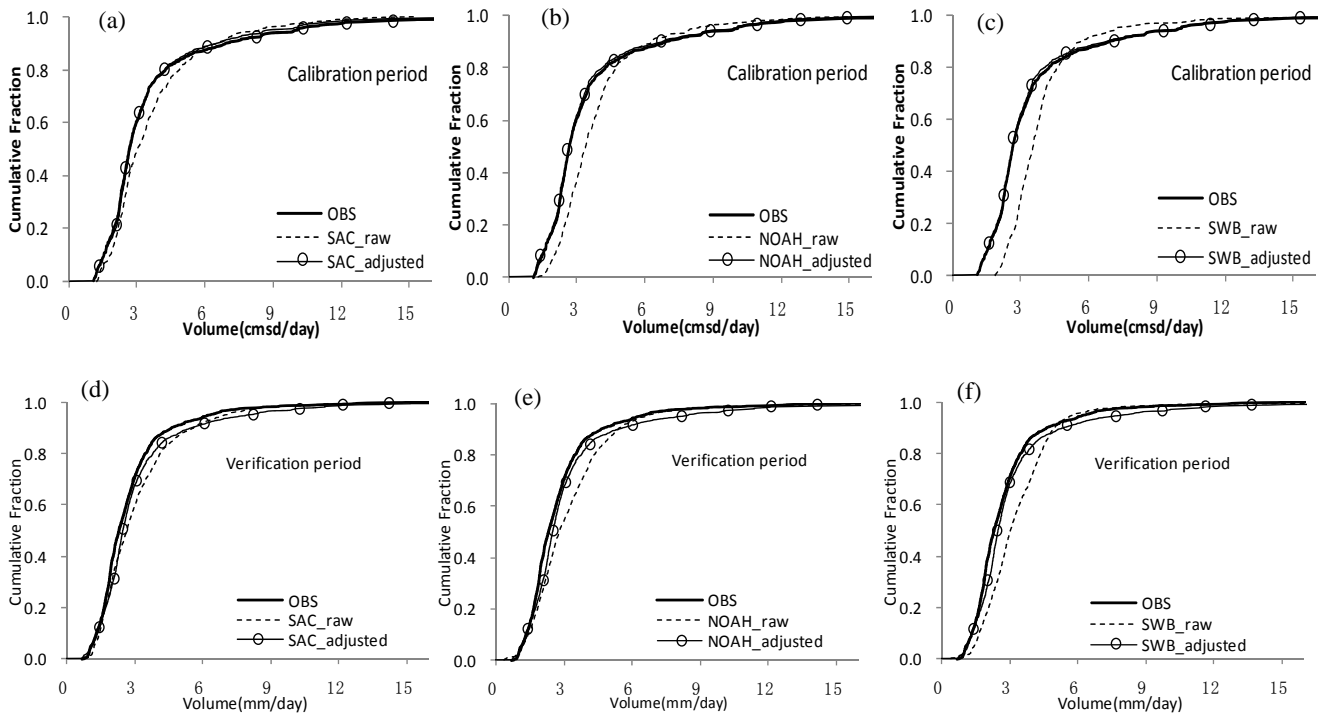 (a)
Cumulative Fraction
1.0
0.8
0.6
0.4
0.2
0.0
Calibration period
OBS
SAC_raw
SAC_adjusted
0 3 6 9 12 15
Volume(cmsd/day)
(b)
Cumulative Fraction
1.0
0.8
0.6
0.4
0.2
0.0
Calibration period
OBS
NOAH_raw
NOAH_adjusted
0 3 6 9 12 15
Volume(cmsd/day)
(c)
Cumulative Fraction
1.0
0.8
0.6
0.4
0.2
0.0
Calibration period
OBS
SWB_raw
SWB_adjusted
0 3 6 9 12 15
Volume(cmsd/day)
(d)
Cumulative Fraction
1.0
0.8
0.6
0.4
0.2
0.0
Verification period
OBS
SAC_raw
SAC_adjusted
0 3 6 9 12 15
Volume(mm/day)
(e)
Cumulative Fraction
1.0
0.8
0.6
0.4
0.2
0.0
Verification period
OBS
NOAH_raw
NOAH_adjusted
0 3 6 9 12 15
Volume(mm/day)
(f)
Cumulative Fraction
1.0
0.8
0.6
0.4
0.2
0.0
Verification period
OBS
SWB_raw
SWB_adjusted
0 3 6 9 12 15
Volume(mm/day)